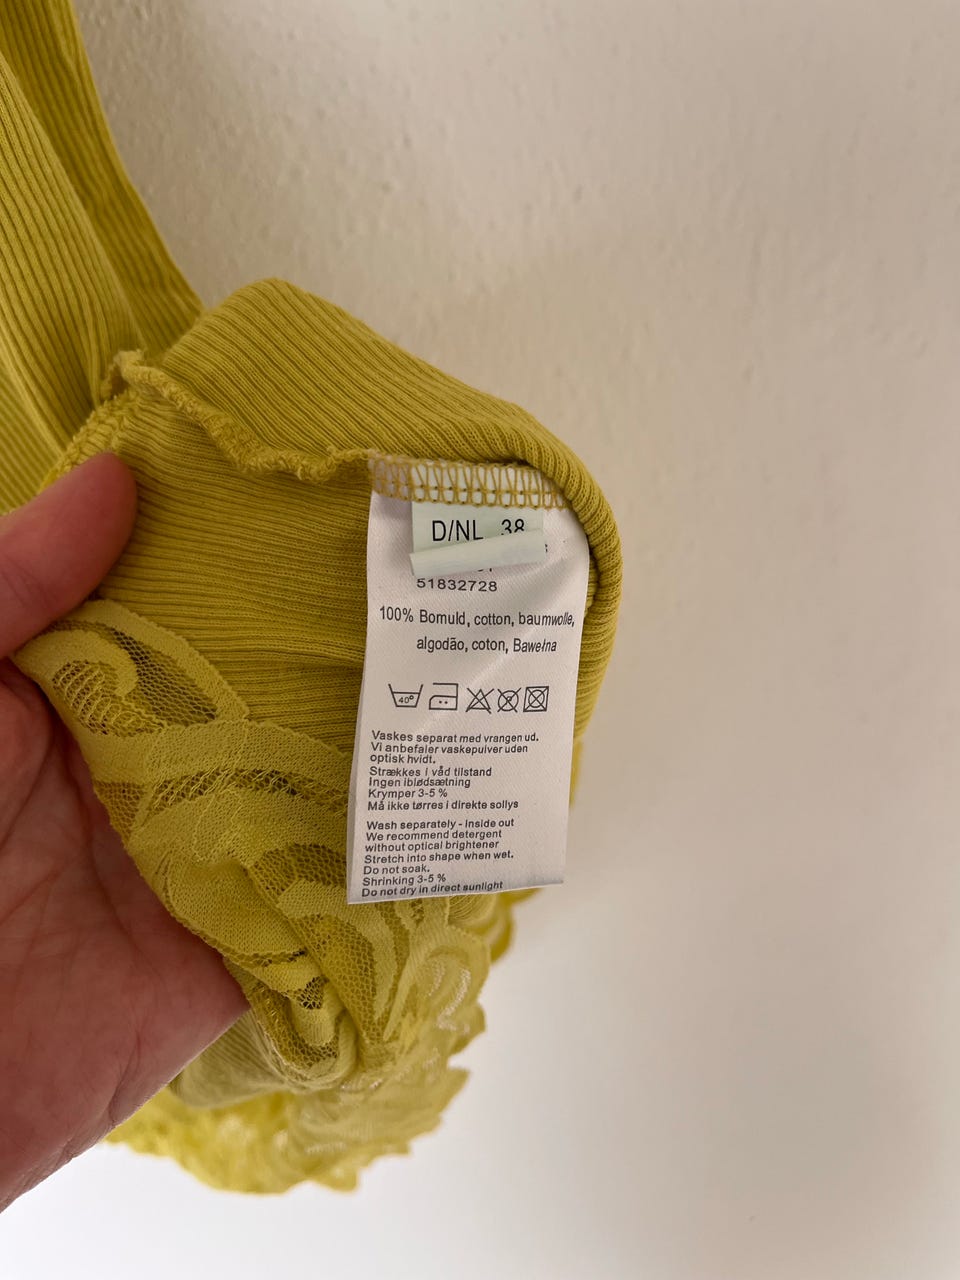 D/NL 38
51832728
100% Bomuld, cotton, baumwolle,
algodão, coton, Bawełna
40°
Vaskes separat med vrangen ud.
Vi anbefaler vaskepulver uden
optisk hvidt.
Strækkes i våd tilstand
Ingen iblødsætning
Krymper 3-5 %
Må ikke tørres i direkte sollys
Wash separately - inside out
We recommend detergent
without optical brightener
Stretch into shape when wet.
Do not soak.
Shrinking 3-5 %
Do not dry in direct sunlight